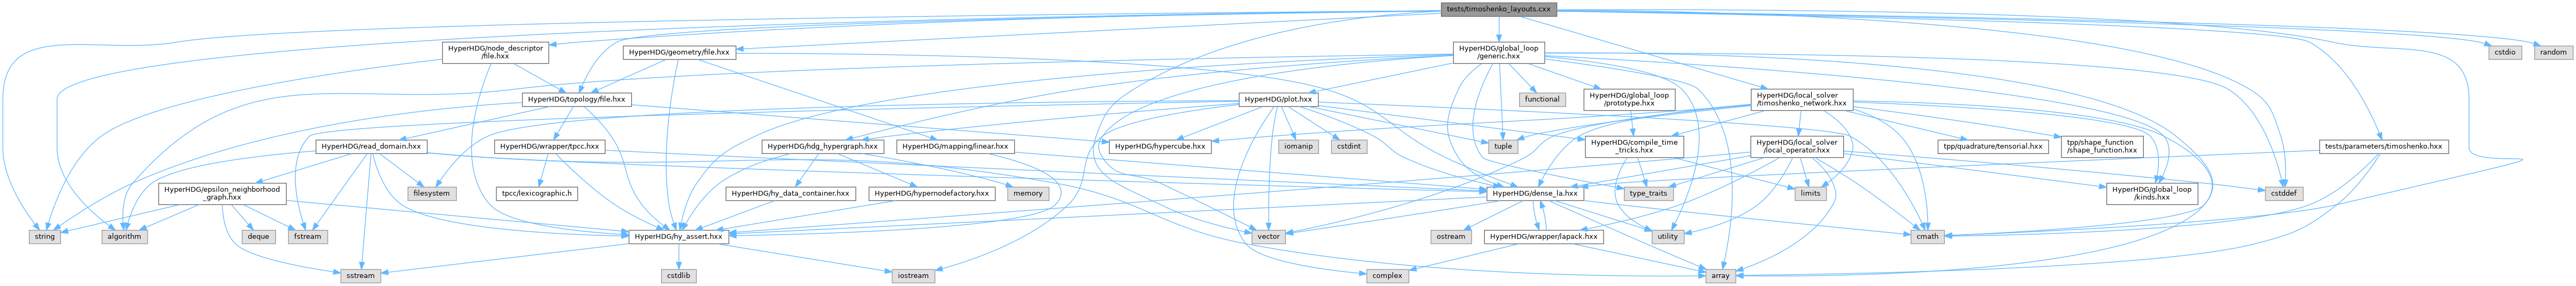 tests/timoshenko_layouts.cxx
HyperHDG/node_descriptor
/file.hxx
HyperHDG/geometry/file.hxx
HyperHDG/global_loop
/generic.hxx
cstdio
random
HyperHDG/topology/file.hxx
HyperHDG/plot.hxx
functional
HyperHDG/global_loop
/prototype.hxx
HyperHDG/local_solver
/timoshenko_network.hxx
HyperHDG/read_domain.hxx
HyperHDG/wrapper/tpcc.hxx
HyperHDG/hdg_hypergraph.hxx
HyperHDG/mapping/linear.hxx
HyperHDG/hypercube.hxx
iomanip
cstdint
tuple
HyperHDG/compile_time
_tricks.hxx
HyperHDG/local_solver
/local_operator.hxx
tpp/quadrature/tensorial.hxx
tpp/shape_function
/shape_function.hxx
tests/parameters/timoshenko.hxx
HyperHDG/epsilon_neighborhood
_graph.hxx
filesystem
tpcc/lexicographic.h
HyperHDG/hy_data_container.hxx
HyperHDG/hypernodefactory.hxx
memory
HyperHDG/dense_la.hxx
type_traits
limits
HyperHDG/global_loop
/kinds.hxx
cstddef
string
algorithm
deque
fstream
HyperHDG/hy_assert.hxx
vector
ostream
HyperHDG/wrapper/lapack.hxx
utility
cmath
sstream
cstdlib
iostream
complex
array